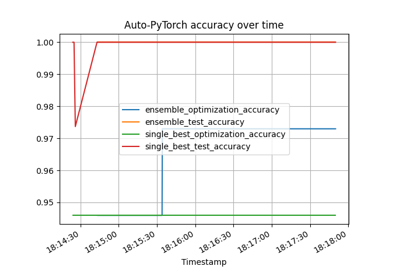 Auto-PyTorch accuracy over time
1.00
0.99
0.98
0.97
0.96
0.95
ensemble_optimization_accuracy
ensemble_test_accuracy
single_best_optimization_accuracy
single_best_test_accuracy
18:14:30
18:15:00
18:15:30
18:16:00
18:16:30
18:17:00
18:17:30
18:18:00
Timestamp